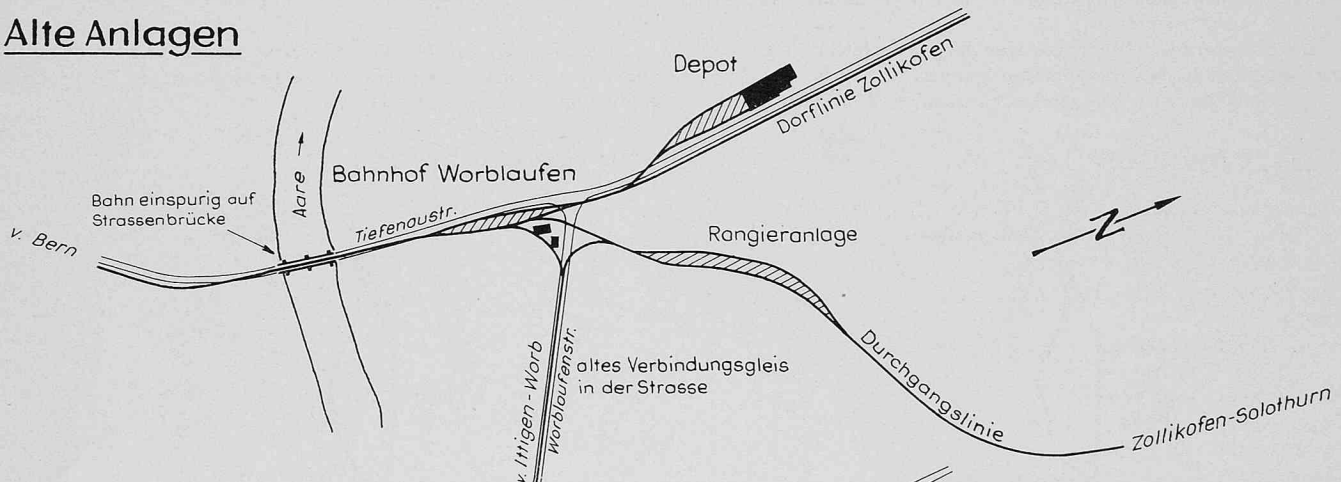 Alte Anlagen
Depot
Dorflinie Zollikofen
Bahnhof Worblaufen
Aare
Bahn einspurig auf
Strassenbrücke
v. Bern
Tiefenaustr.
Rangieranlage
N
v. Ittigen-Worb
Worblaufenstr.
altes Verbindungsgleis
in der Strasse
Durchgangslinie
Zollikofen-Solothurn